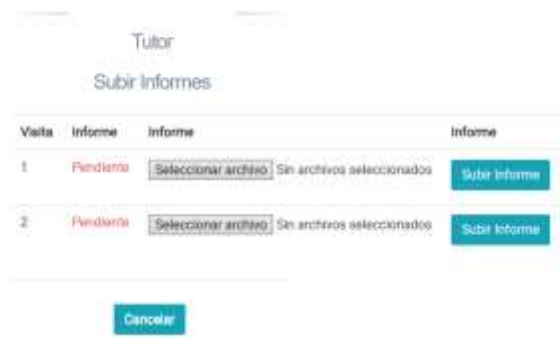 Tutor
Subir Informes
Visita Informe Informe Informe
1 Pendiente Seleccionar archivo Sin archivos seleccionados Subir Informe
2 Pendiente Seleccionar archivo Sin archivos seleccionados Subir Informe
Cancelar